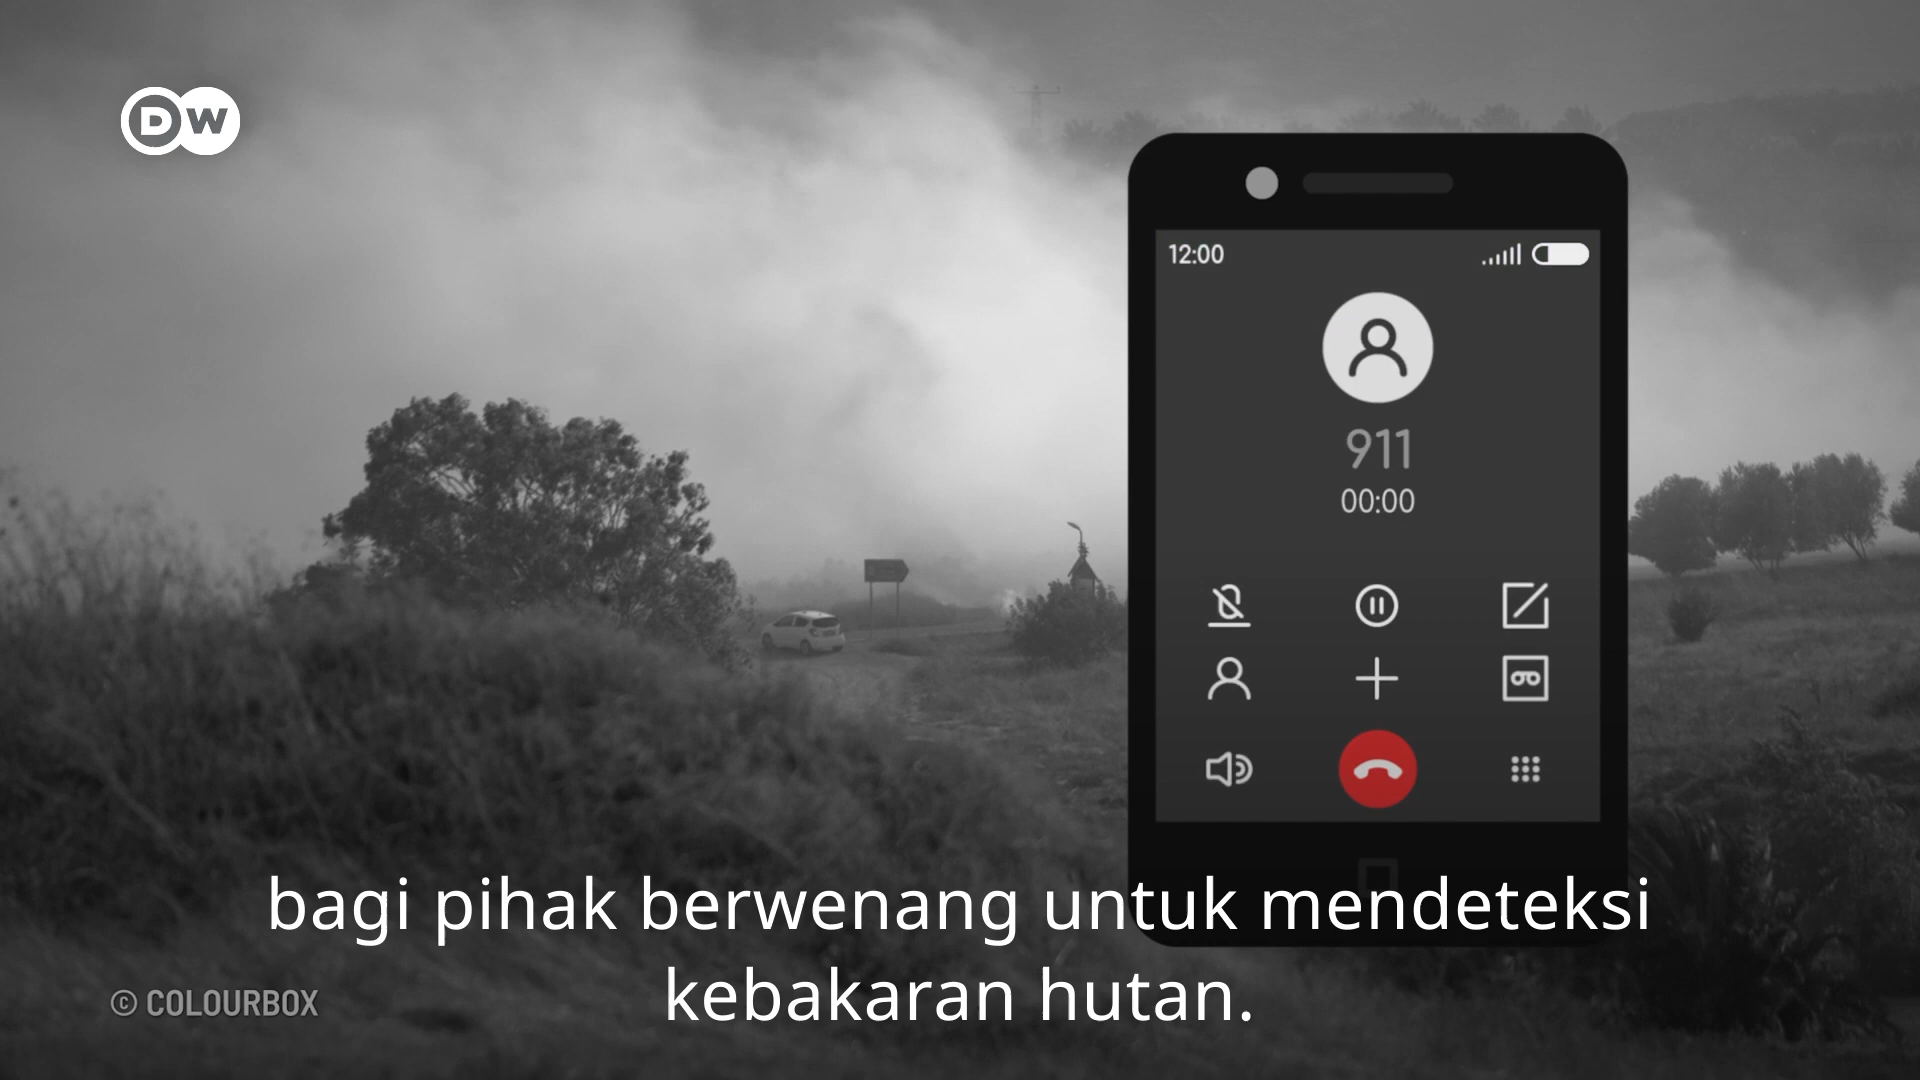 DW
12:00
911
00:00
bagi pihak berwenang untuk mendeteksi
kebakaran hutan.
© COLOURBOX